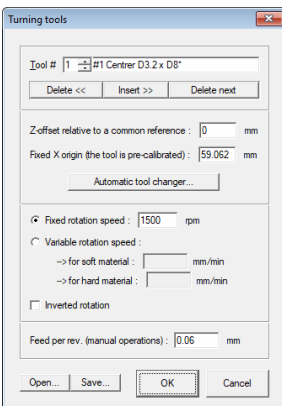 Turning tools
Tool # 1 #1 Centrer D3.2 x D8°
Delete << Insert >> Delete next
Z-offset relative to a common reference : 0 mm
Fixed X origin (the tool is pre-calibrated) : 59.062 mm
Automatic tool changer...
Fixed rotation speed : 1500 rpm
Variable rotation speed :
--> for soft material : mm/min
--> for hard material : mm/min
Inverted rotation
Feed per rev. (manual operations) : 0.06 mm
Open... Save... OK Cancel